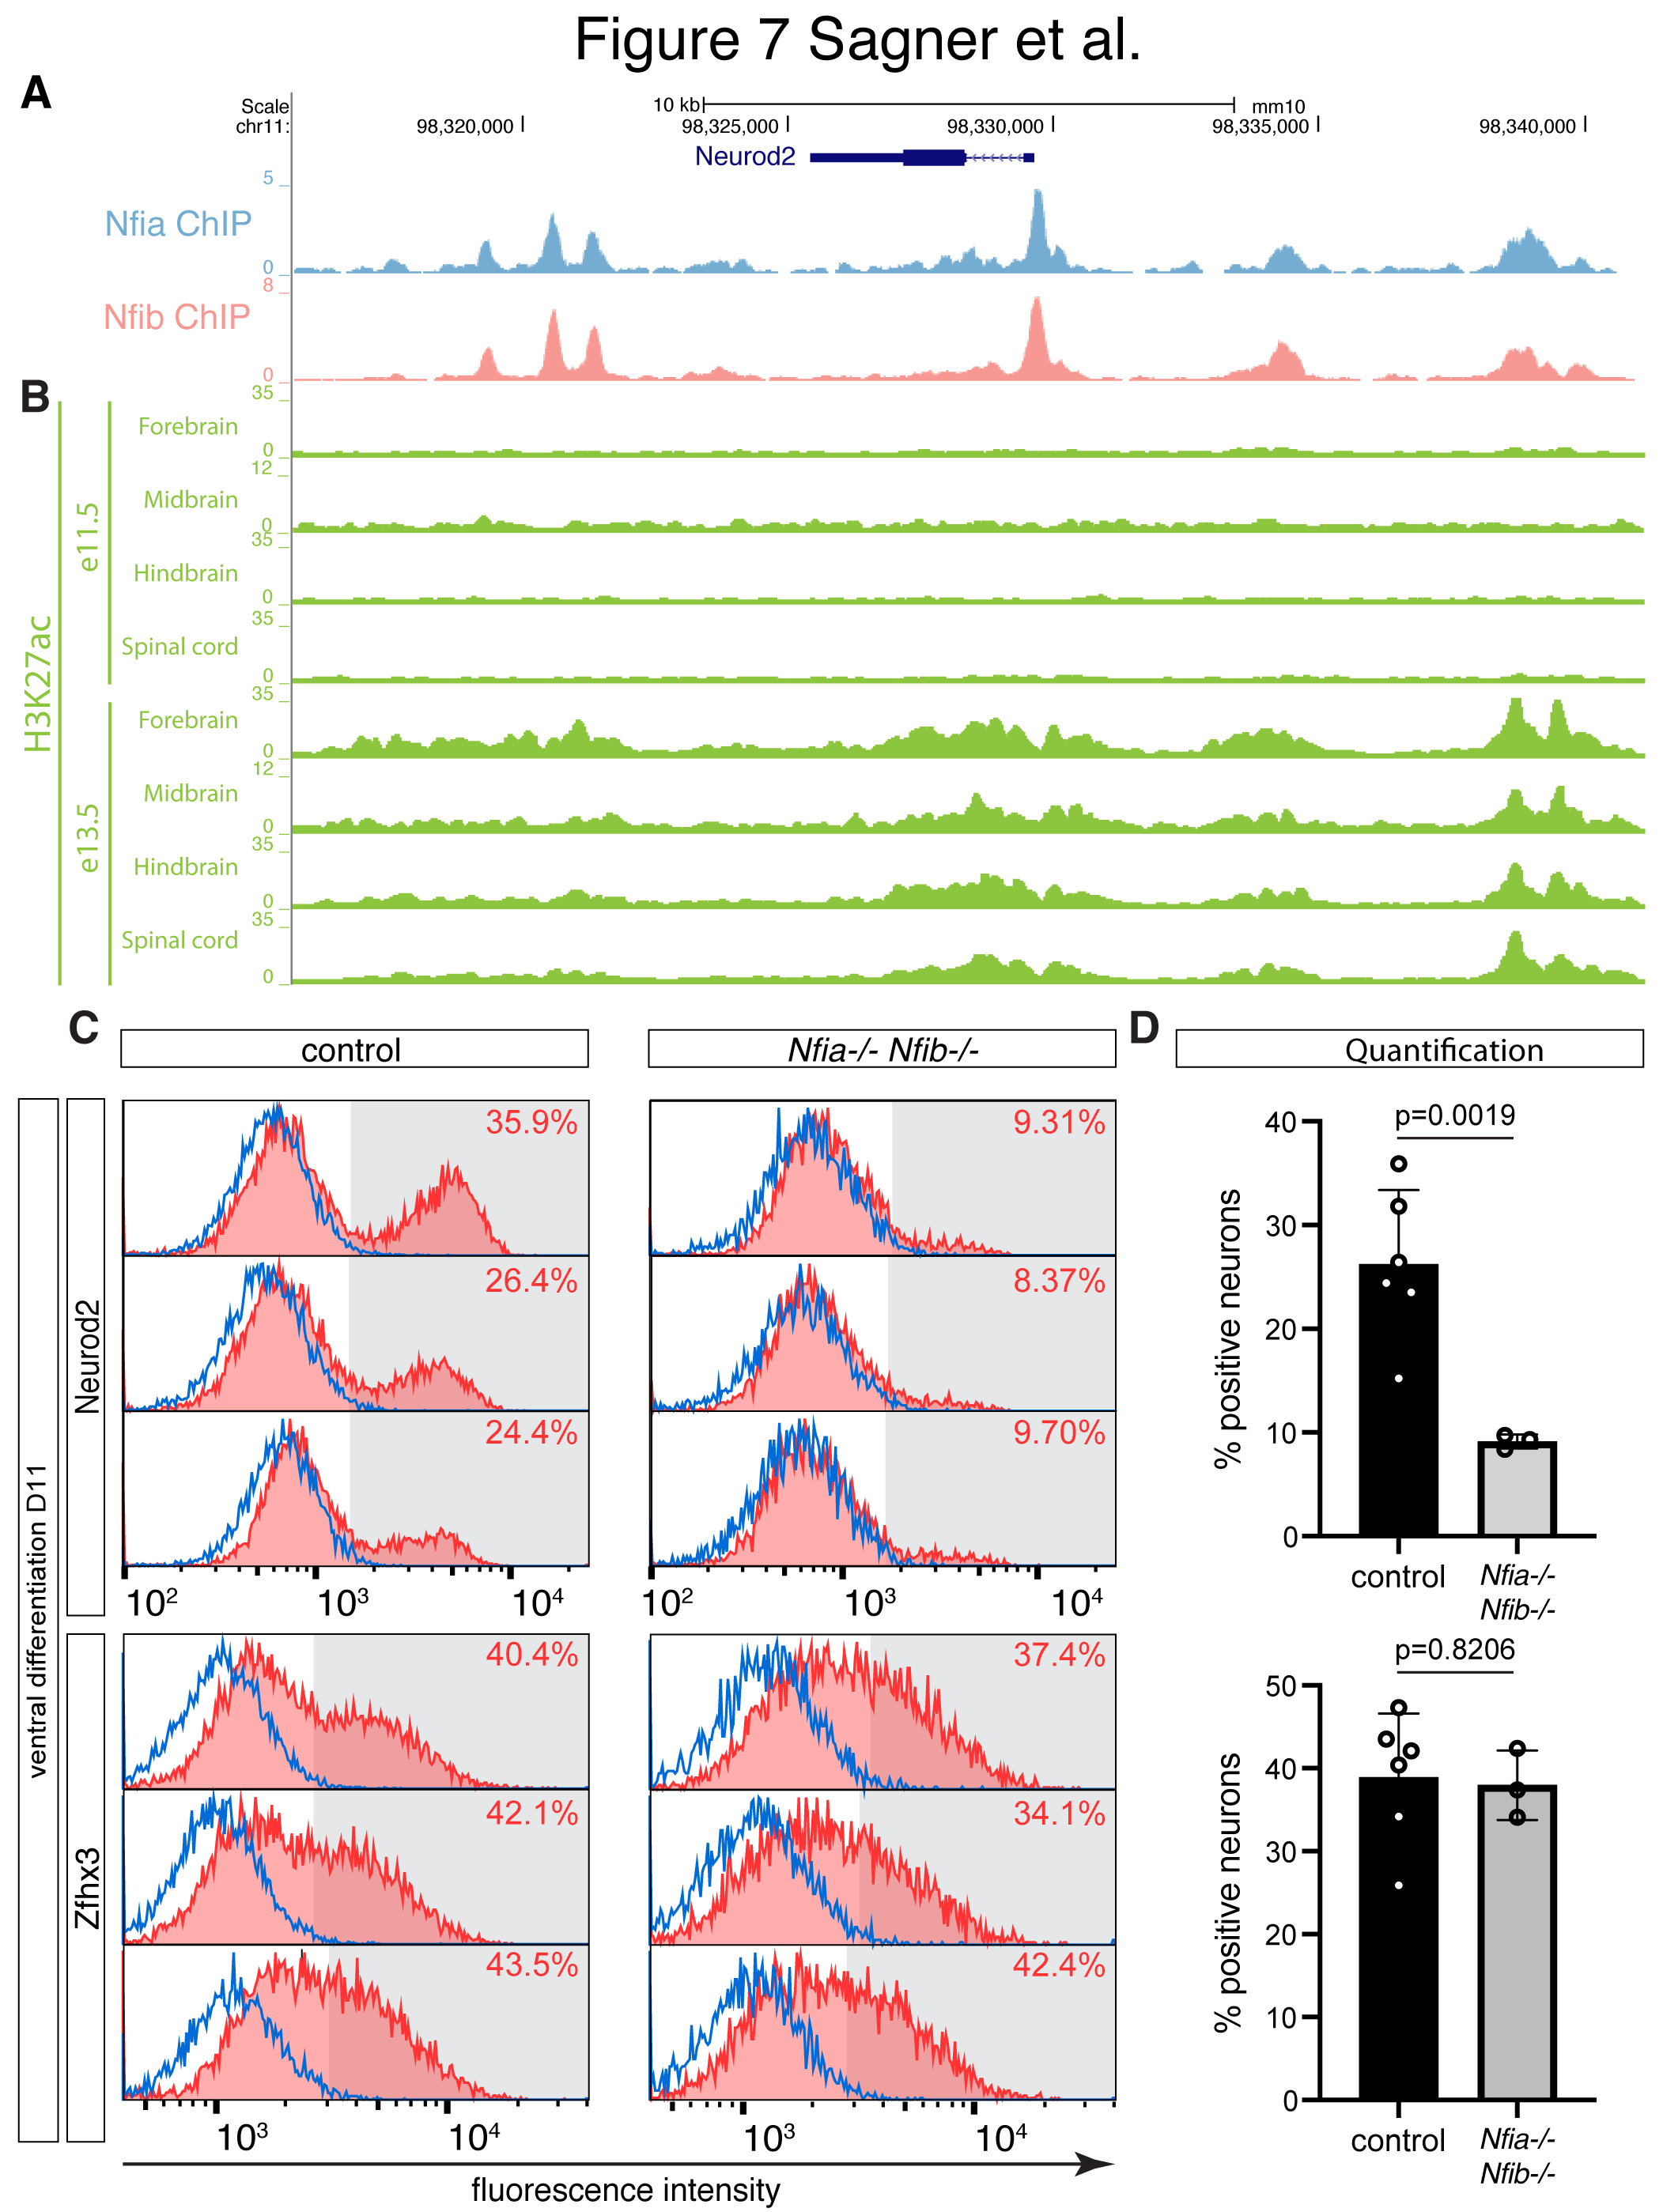 Figure 7 Sagner et al.
A
Scale
10 kb
mm10
chr11:
98,320,000
98,325,000
98,330,000
98,335,000
98,340,000
Neurod2
5
Nfia ChIP
0
8
Nfib ChIP
0
B
H3K27ac
e11.5
35
Forebrain
0
12
Midbrain
0
35
Hindbrain
0
35
Spinal cord
0
e13.5
35
Forebrain
0
12
Midbrain
0
35
Hindbrain
0
35
Spinal cord
0
C
control
Nfia-/- Nfib-/-
ventral differentiation D11
Neurod2
35.9%
9.31%
26.4%
8.37%
24.4%
9.70%
10² 10³ 10⁴
10² 10³ 10⁴
Zfhx3
40.4%
37.4%
42.1%
34.1%
43.5%
42.4%
10³ 10⁴
10³ 10⁴
fluorescence intensity
D
Quantification
p=0.0019
% positive neurons
40
30
20
10
0
control
Nfia-/-
Nfib-/-
p=0.8206
% positive neurons
50
40
30
20
10
0
control
Nfia-/-
Nfib-/-